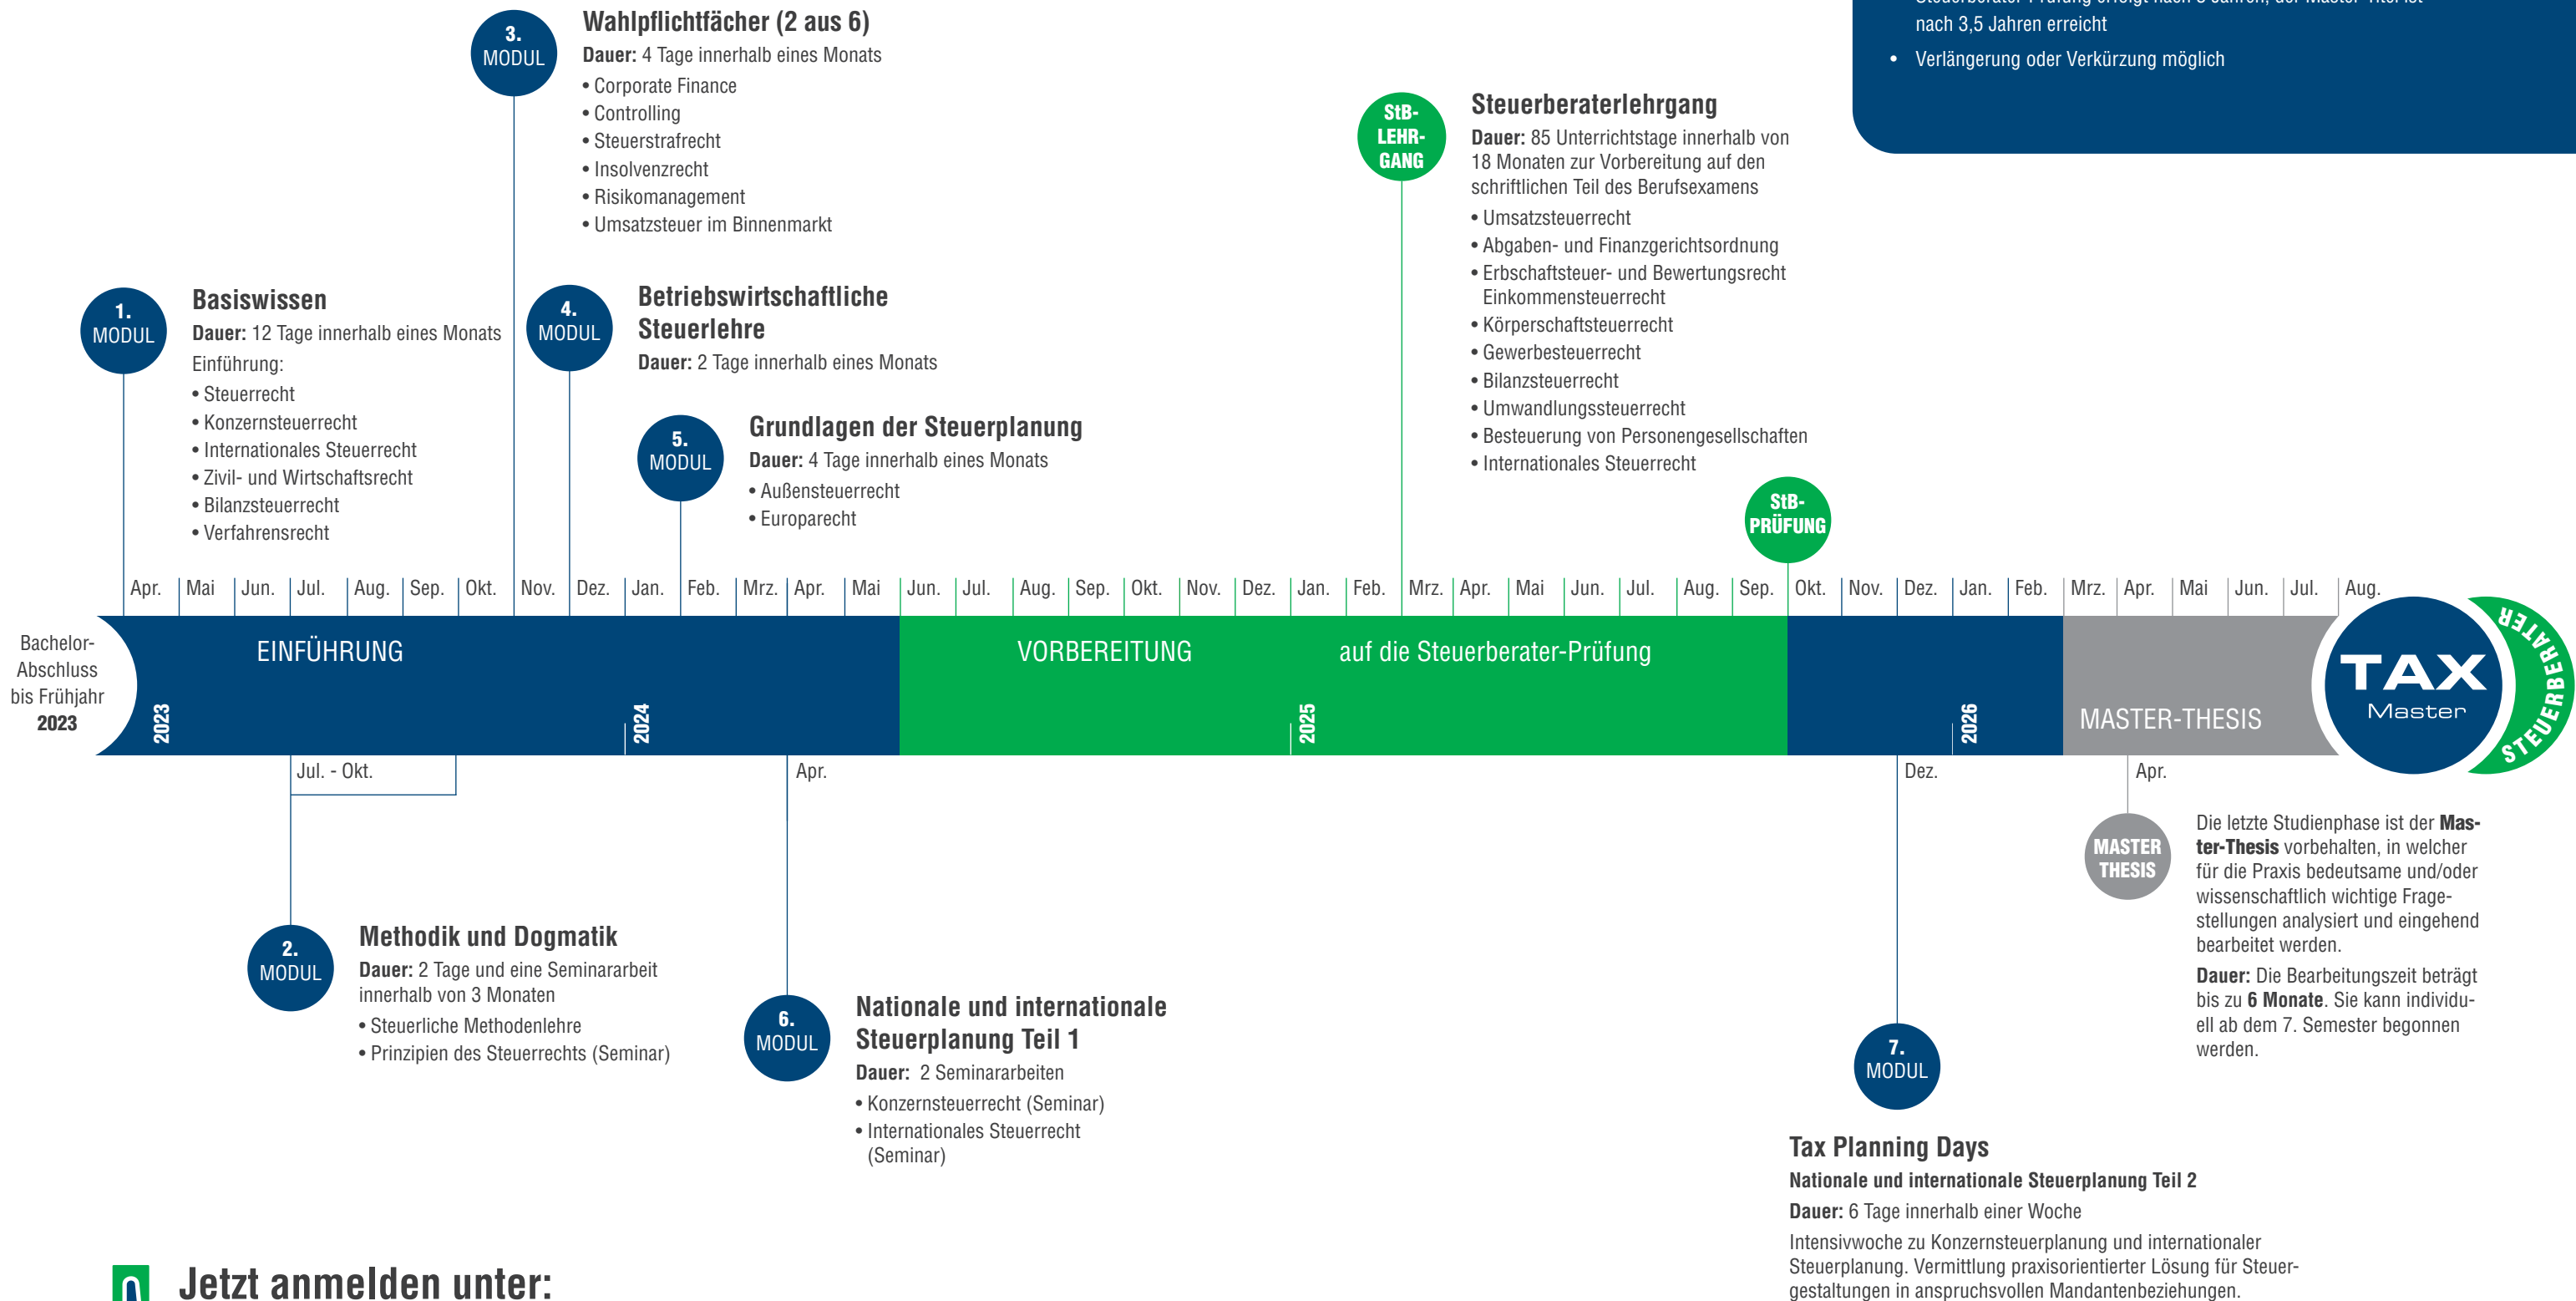 3.
MODUL
Wahlpflichtfächer (2 aus 6)
Dauer: 4 Tage innerhalb eines Monats
• Corporate Finance
• Controlling
• Steuerstrafrecht
• Insolvenzrecht
• Risikomanagement
• Umsatzsteuer im Binnenmarkt
nach 3,5 Jahren erreicht
• Verlängerung oder Verkürzung möglich
StB-
LEHR-
GANG
Steuerberaterlehrgang
Dauer: 85 Unterrichtstage innerhalb von
18 Monaten zur Vorbereitung auf den
schriftlichen Teil des Berufsexamens
• Umsatzsteuerrecht
• Abgaben- und Finanzgerichtsordnung
• Erbschaftsteuer- und Bewertungsrecht
Einkommensteuerrecht
• Körperschaftsteuerrecht
• Gewerbesteuerrecht
• Bilanzsteuerrecht
• Umwandlungssteuerrecht
• Besteuerung von Personengesellschaften
• Internationales Steuerrecht
1.
MODUL
Basiswissen
Dauer: 12 Tage innerhalb eines Monats
Einführung:
• Steuerrecht
• Konzernsteuerrecht
• Internationales Steuerrecht
• Zivil- und Wirtschaftsrecht
• Bilanzsteuerrecht
• Verfahrensrecht
4.
MODUL
Betriebswirtschaftliche
Steuerlehre
Dauer: 2 Tage innerhalb eines Monats
5.
MODUL
Grundlagen der Steuerplanung
Dauer: 4 Tage innerhalb eines Monats
• Außensteuerrecht
• Europarecht
StB-
PRÜFUNG
Apr. Mai Jun. Jul. Aug. Sep. Okt. Nov. Dez. Jan. Feb. Mrz. Apr. Mai Jun. Jul. Aug. Sep. Okt. Nov. Dez. Jan. Feb. Mrz. Apr. Mai Jun. Jul. Aug. Sep. Okt. Nov. Dez. Jan. Feb. Mrz. Apr. Mai Jun. Jul. Aug.
Bachelor-
Abschluss
bis Frühjahr
2023
EINFÜHRUNG
VORBEREITUNG auf die Steuerberater-Prüfung
MASTER-THESIS
2023
2024
2025
2026
TAX
Master
STEUERBERATER
Jul. - Okt.
Apr.
Dez.
Apr.
2.
MODUL
Methodik und Dogmatik
Dauer: 2 Tage und eine Seminararbeit
innerhalb von 3 Monaten
• Steuerliche Methodenlehre
• Prinzipien des Steuerrechts (Seminar)
6.
MODUL
Nationale und internationale
Steuerplanung Teil 1
Dauer: 2 Seminararbeiten
• Konzernsteuerrecht (Seminar)
• Internationales Steuerrecht
(Seminar)
MASTER
THESIS
Die letzte Studienphase ist der Mas-
ter-Thesis vorbehalten, in welcher
für die Praxis bedeutsame und/oder
wissenschaftlich wichtige Frage-
stellungen analysiert und eingehend
bearbeitet werden.
Dauer: Die Bearbeitungszeit beträgt
bis zu 6 Monate. Sie kann individu-
ell ab dem 7. Semester begonnen
werden.
7.
MODUL
Tax Planning Days
Nationale und internationale Steuerplanung Teil 2
Dauer: 6 Tage innerhalb einer Woche
Intensivwoche zu Konzernsteuerplanung und internationaler
Steuerplanung. Vermittlung praxisorientierter Lösung für Steuer-
gestaltungen in anspruchsvollen Mandantenbeziehungen.
Jetzt anmelden unter: